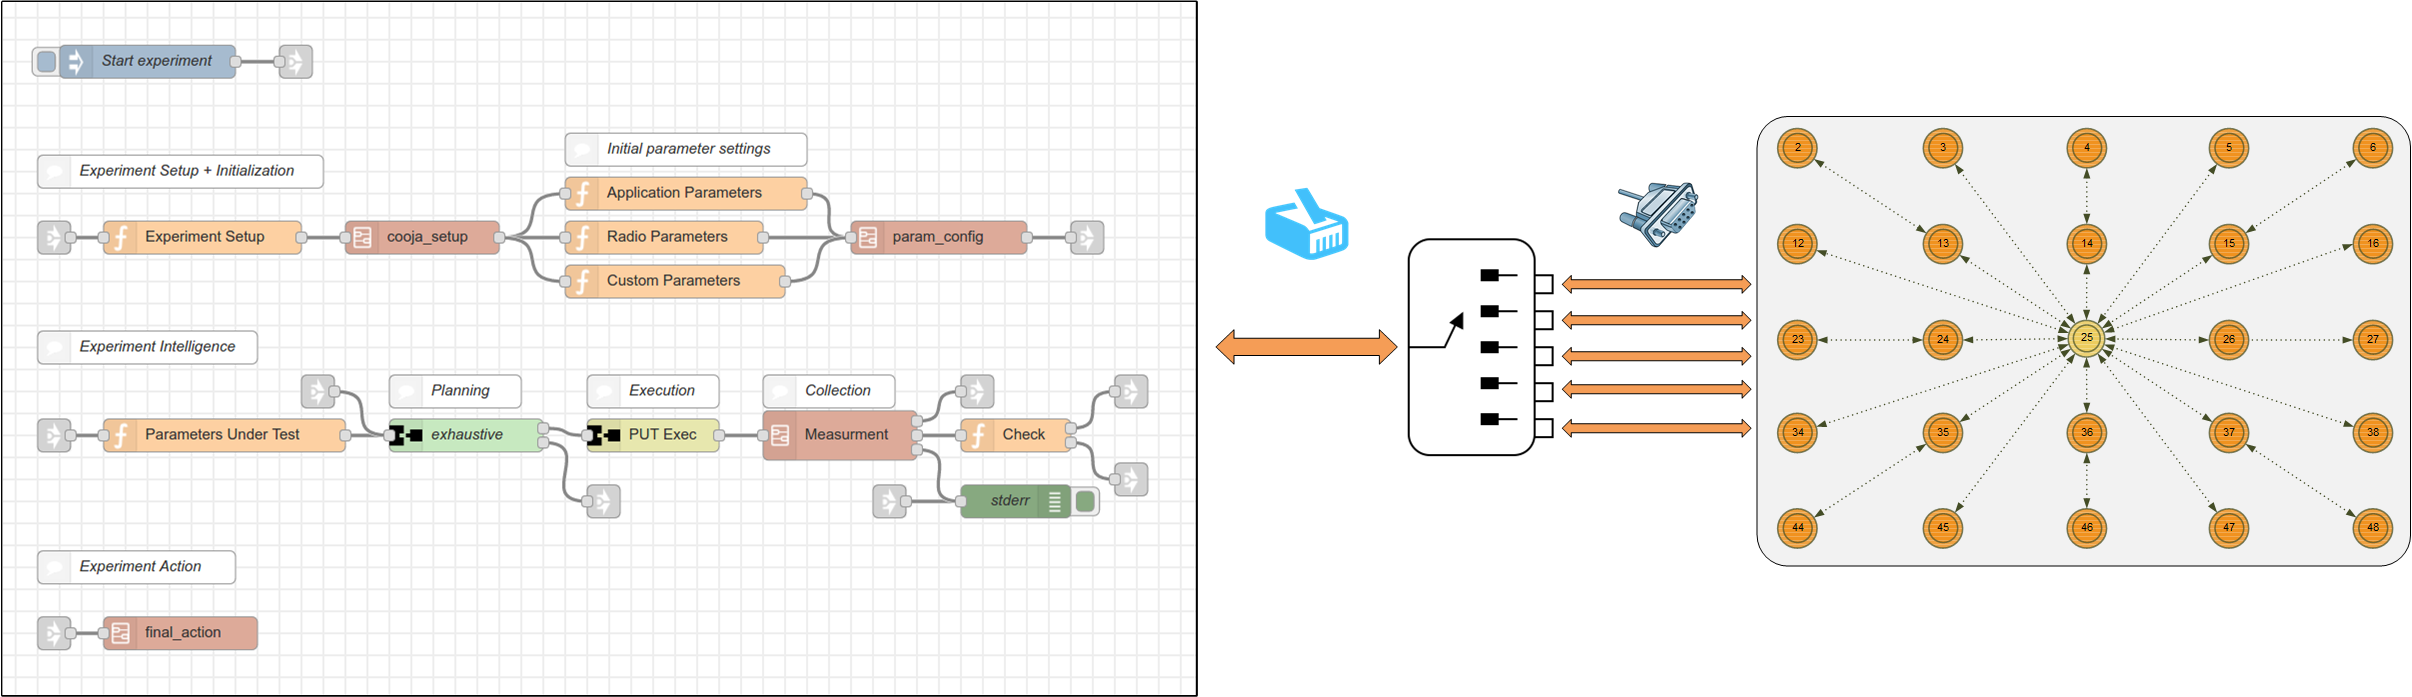 Start experiment
Initial parameter settings
Experiment Setup + Initialization
Application Parameters
Experiment Setup
cooja_setup
Radio Parameters
param_config
Custom Parameters
Experiment Intelligence
Planning
Execution
Collection
Parameters Under Test
exhaustive
PUT Exec
Measurment
Check
stderr
Experiment Action
final_action
2 3 4 5 6
12 13 14 15 16
23 24 25 26 27
34 35 36 37 38
44 45 46 47 48